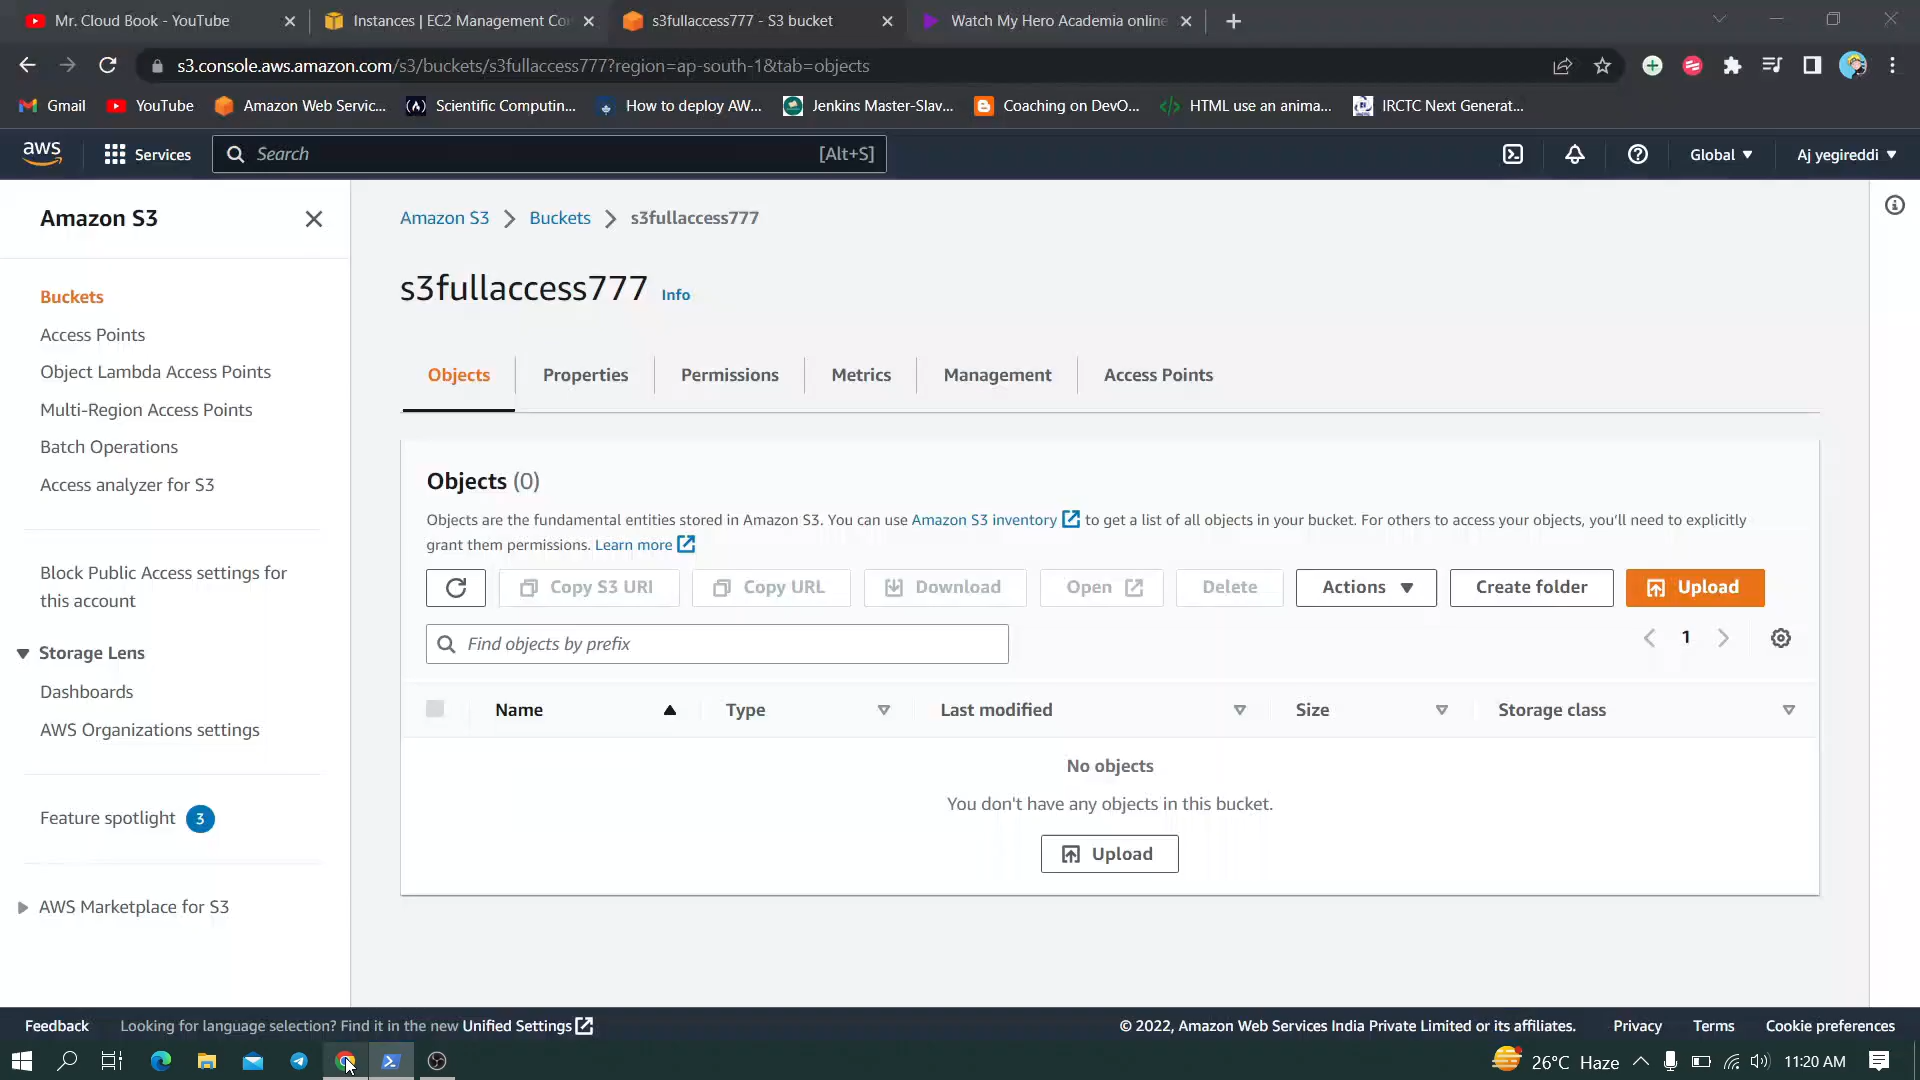 Mr. Cloud Book - YouTube
Instances | EC2 Management Co
s3fullaccess777 - S3 bucket
Watch My Hero Academia online
s3.console.aws.amazon.com/s3/buckets/s3fullaccess777?region=ap-south-1&tab=objects
Gmail
YouTube
Amazon Web Servic...
Scientific Computin...
How to deploy AW...
Jenkins Master-Slav...
Coaching on DevO...
HTML use an anima...
IRCTC Next Generat...
aws
Services
Search
[Alt+S]
Global
Aj yegireddi
Amazon S3
Buckets
Access Points
Object Lambda Access Points
Multi-Region Access Points
Batch Operations
Access analyzer for S3
Block Public Access settings for
this account
Storage Lens
Dashboards
AWS Organizations settings
Feature spotlight 3
AWS Marketplace for S3
Amazon S3 > Buckets > s3fullaccess777
s3fullaccess777 Info
Objects
Properties
Permissions
Metrics
Management
Access Points
Objects (0)
Objects are the fundamental entities stored in Amazon S3. You can use Amazon S3 inventory to get a list of all objects in your bucket. For others to access your objects, you'll need to explicitly
grant them permissions. Learn more
Copy S3 URI
Copy URL
Download
Open
Delete
Actions
Create folder
Upload
Find objects by prefix
1
Name
Type
Last modified
Size
Storage class
No objects
You don't have any objects in this bucket.
Upload
Feedback
Looking for language selection? Find it in the new Unified Settings
© 2022, Amazon Web Services India Private Limited or its affiliates.
Privacy
Terms
Cookie preferences
26°C Haze
11:20 AM